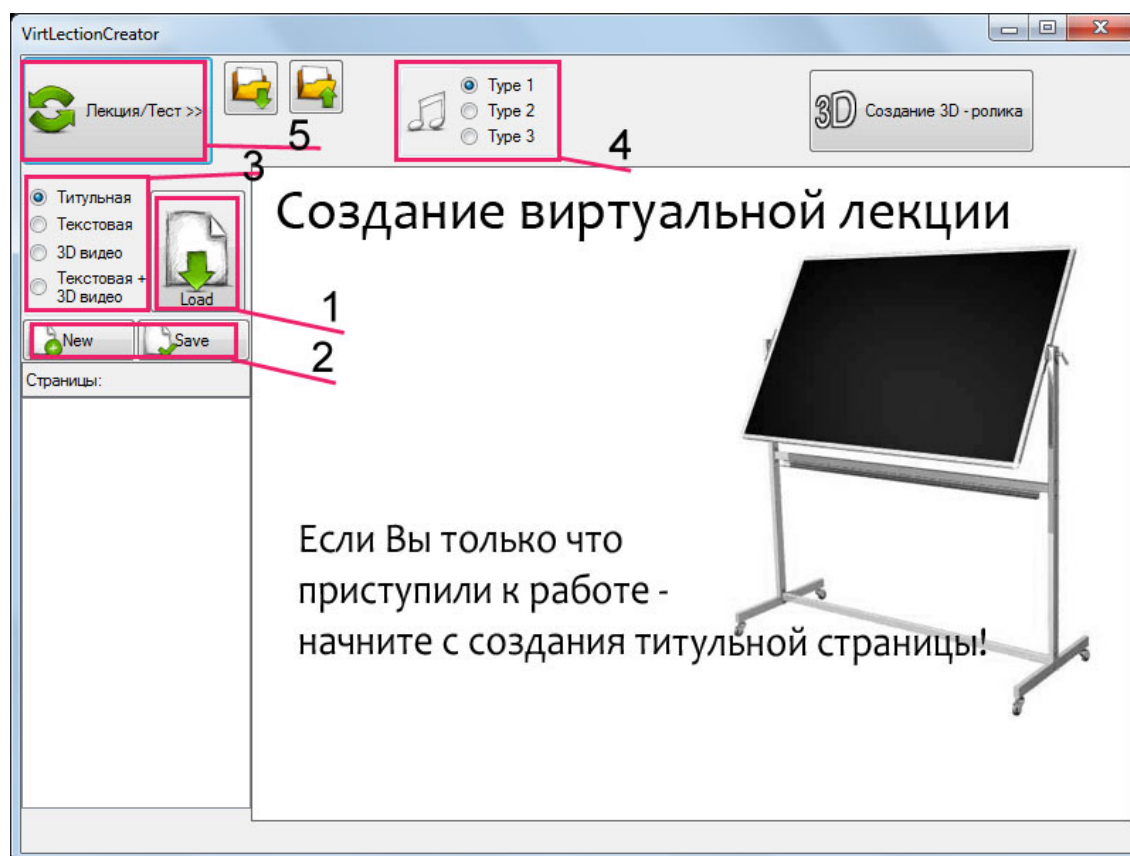 VirtLectionCreator
Лекция/Тест >>
5
Type 1
Type 2
Type 3
4
3D
Создание 3D - ролика
3
Титульная
Текстовая
3D видео
Текстовая +
3D видео
Load
1
New
Save
2
Страницы:
Создание виртуальной лекции
Если Вы только что
приступили к работе -
начните с создания титульной страницы!